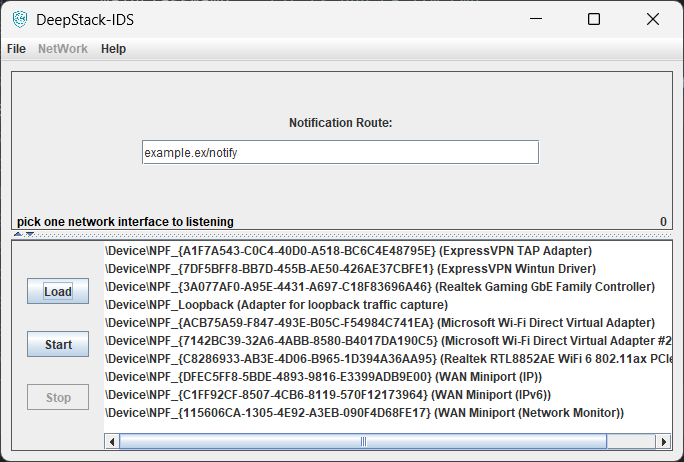 DeepStack-IDS
File NetWork Help
Notification Route:
example.ex/notify
pick one network interface to listening 0
\Device\NPF_{A1F7A543-C0C4-40D0-A518-BC6C4E48795E} (ExpressVPN TAP Adapter)
\Device\NPF_{7DF5BFF8-BB7D-455B-AE50-426AE37CBFE1} (ExpressVPN Wintun Driver)
\Device\NPF_{3A077AF0-A95E-4431-A697-C18F83696A46} (Realtek Gaming GbE Family Controller)
\Device\NPF_Loopback (Adapter for loopback traffic capture)
\Device\NPF_{ACB75A59-F847-493E-B05C-F54984C741EA} (Microsoft Wi-Fi Direct Virtual Adapter)
\Device\NPF_{7142BC39-32A6-4ABB-8580-B4017DA190C5} (Microsoft Wi-Fi Direct Virtual Adapter #2
\Device\NPF_{C8286933-AB3E-4D06-B965-1D394A36AA95} (Realtek RTL8852AE WiFi 6 802.11ax PCIe
\Device\NPF_{DFEC5FF8-5BDE-4893-9816-E3399ADB9E00} (WAN Miniport (IP))
\Device\NPF_{C1FF92CF-8507-4CB6-8119-570F12173964} (WAN Miniport (IPv6))
\Device\NPF_{115606CA-1305-4E92-A3EB-090F4D68FE17} (WAN Miniport (Network Monitor))
Load
Start
Stop